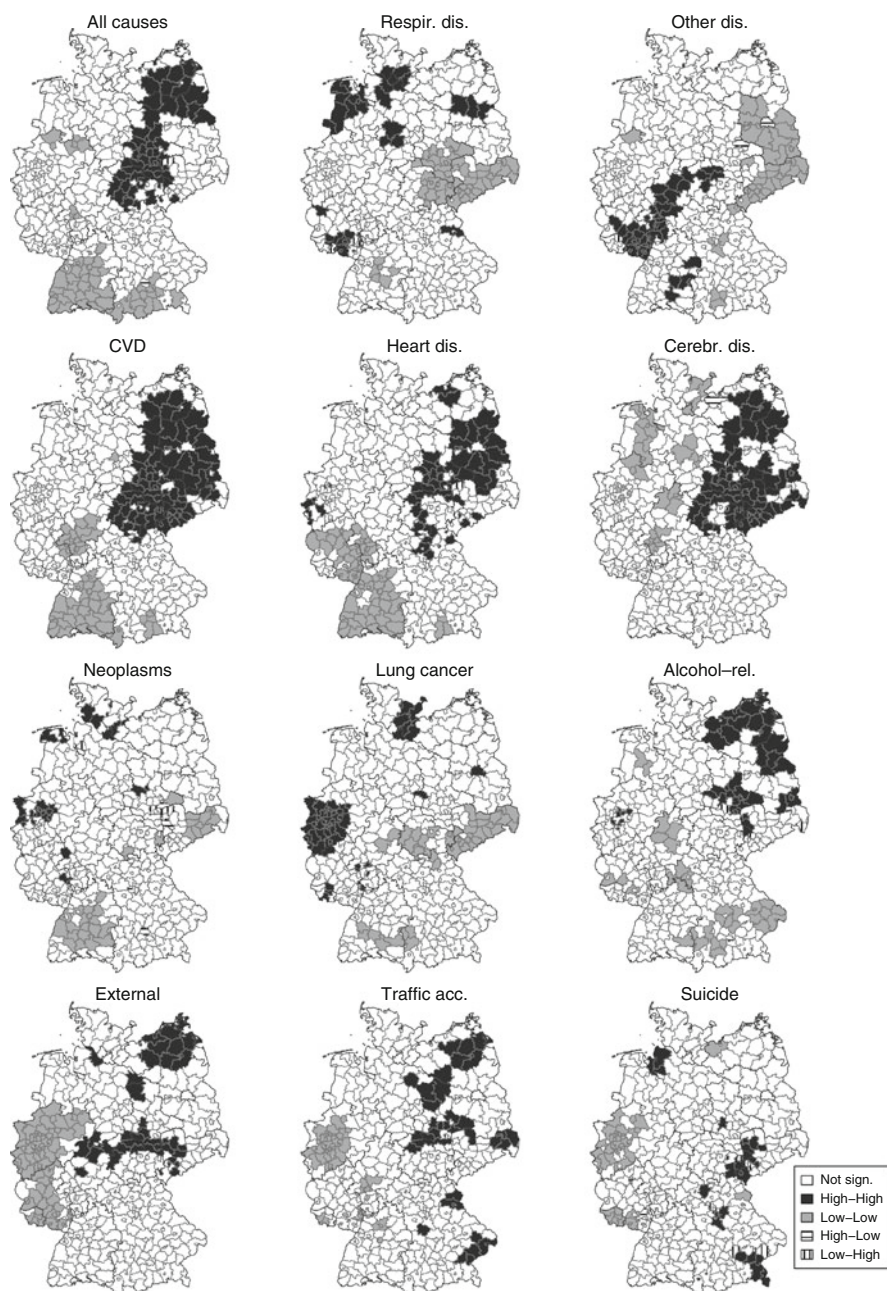 All causes
Respir. dis.
Other dis.
CVD
Heart dis.
Cerebr. dis.
Neoplasms
Lung cancer
Alcohol–rel.
External
Traffic acc.
Suicide
Not sign.
High–High
Low–Low
High–Low
Low–High